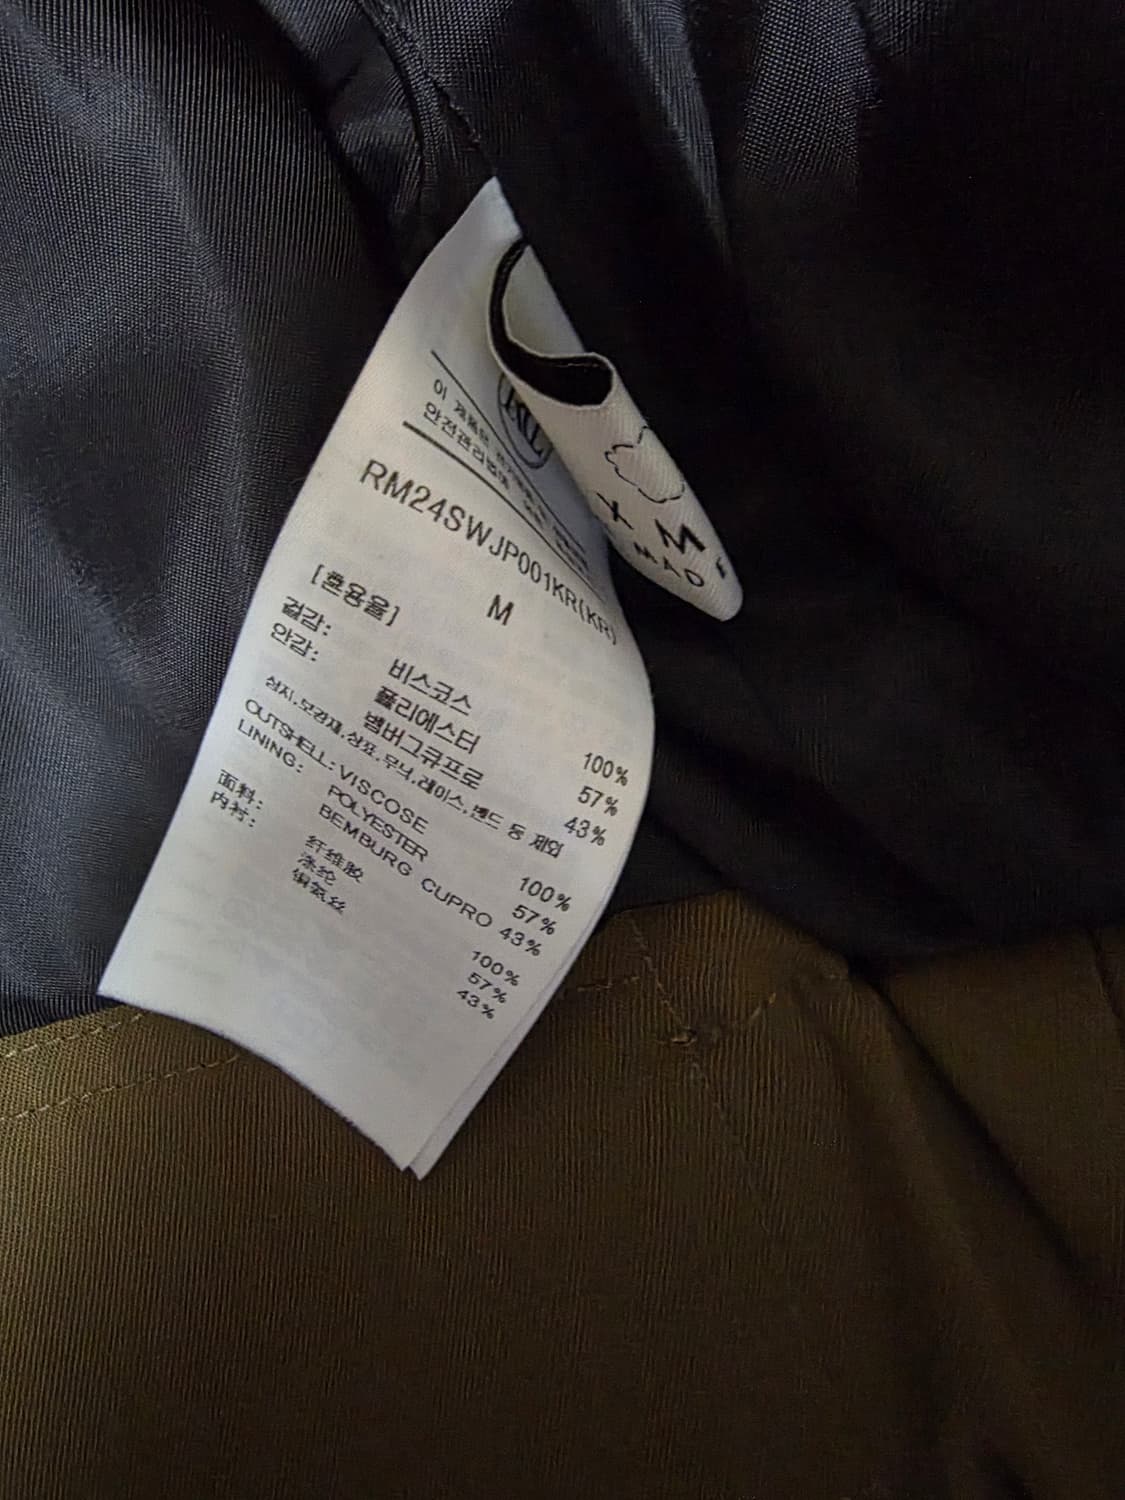 이 제품은
안전관리법에
RM24SWJP001KR(KR)
M
[혼용율]
겉감: 비스코스 100%
안감: 폴리에스터 57%
벰버그큐프로 43%
심지.보강재.상표.무늬.레이스.밴드 등 제외
OUTSHELL: VISCOSE 100%
LINING: POLYESTER 57%
BEMBURG CUPRO 43%
面料: 纤维胶 100%
内衬: 涤纶 57%
铜氨丝 43%
X M
MAD